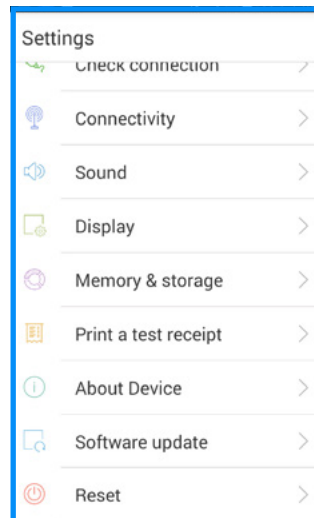 Settings
Check connection
Connectivity
Sound
Display
Memory & storage
Print a test receipt
About Device
Software update
Reset